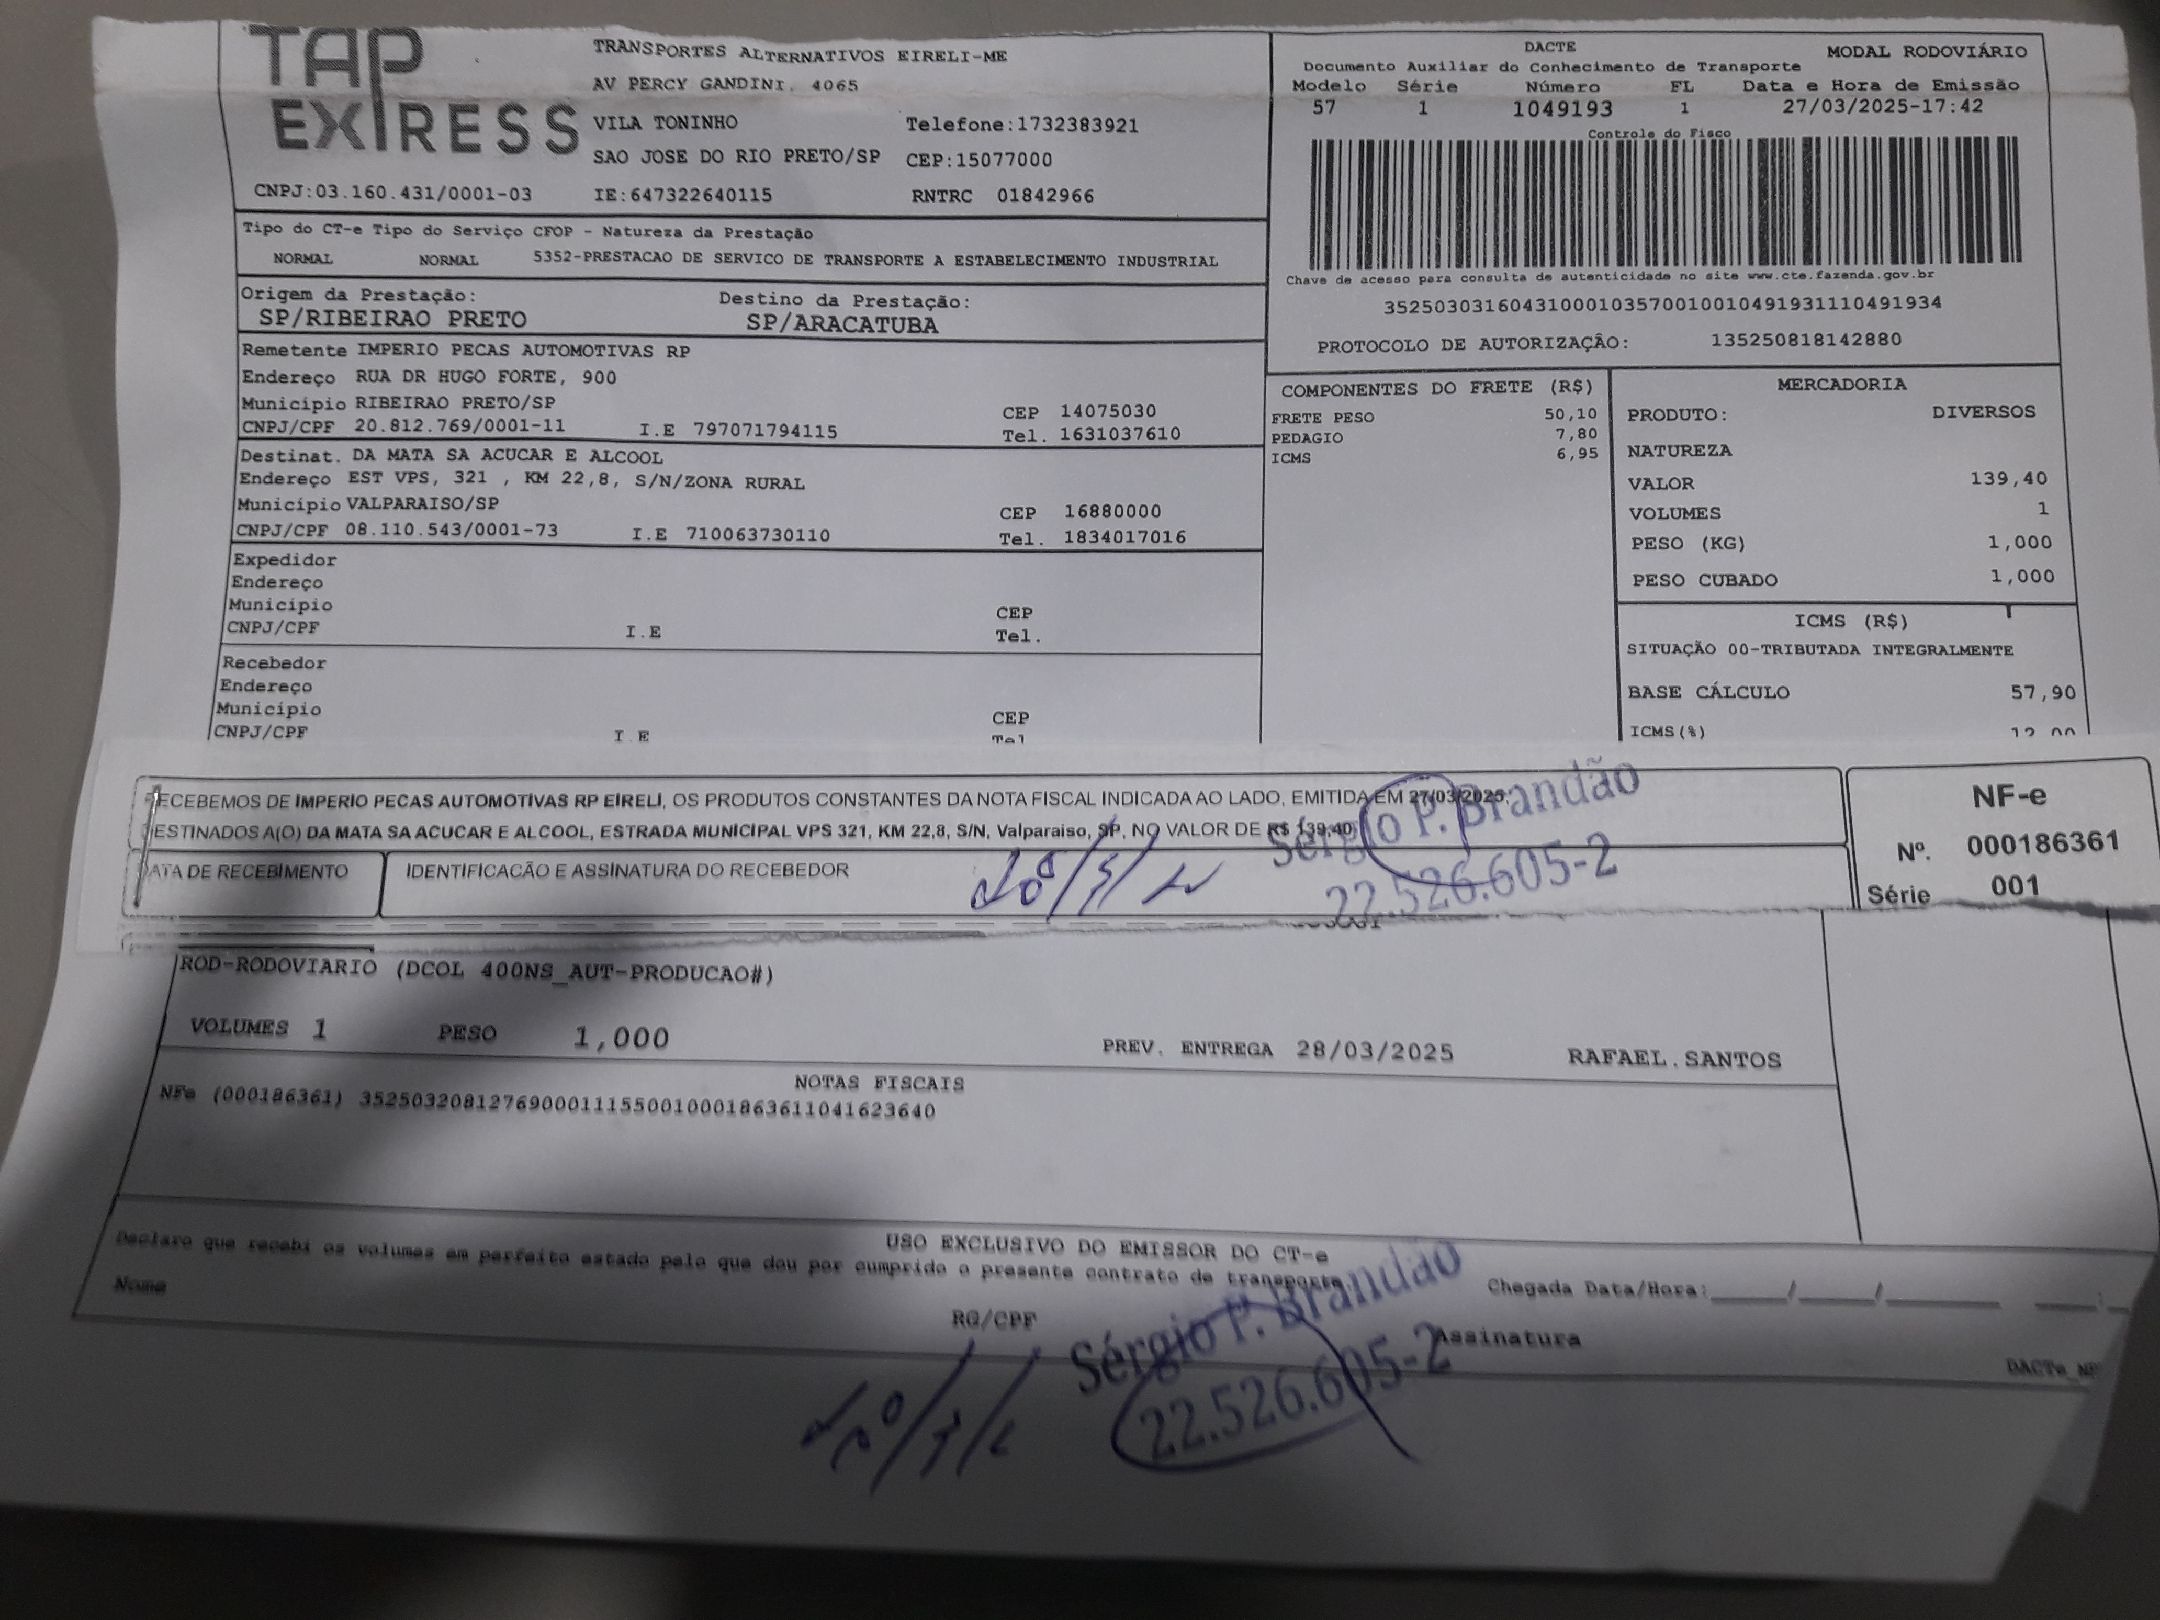 TAP EXPRESS
TRANSPORTES ALTERNATIVOS EIRELI-ME
AV PERCY GANDINI, 4065
VILA TONINHO Telefone:1732383921
SAO JOSE DO RIO PRETO/SP CEP:15077000
CNPJ:03.160.431/0001-03 IE:647322640115 RNTRC 01842966
DACTE MODAL RODOVIÁRIO
Documento Auxiliar do Conhecimento de Transporte
Modelo Série Número FL Data e Hora de Emissão
57 1 1049193 1 27/03/2025-17:42
Controle do Fisco
Chave de acesso para consulta de autenticidade no site www.cte.fazenda.gov.br
35250303160431000103570010010491931110491934
PROTOCOLO DE AUTORIZAÇÃO: 135250818142880
Tipo do CT-e Tipo do Serviço CFOP - Natureza da Prestação
NORMAL NORMAL 5352-PRESTACAO DE SERVICO DE TRANSPORTE A ESTABELECIMENTO INDUSTRIAL
Origem da Prestação: Destino da Prestação:
SP/RIBEIRAO PRETO SP/ARACATUBA
Remetente IMPERIO PECAS AUTOMOTIVAS RP
Endereço RUA DR HUGO FORTE, 900
Município RIBEIRAO PRETO/SP CEP 14075030
CNPJ/CPF 20.812.769/0001-11 I.E 797071794115 Tel. 1631037610
Destinat. DA MATA SA ACUCAR E ALCOOL
Endereço EST VPS, 321 , KM 22,8, S/N/ZONA RURAL
Município VALPARAISO/SP CEP 16880000
CNPJ/CPF 08.110.543/0001-73 I.E 710063730110 Tel. 1834017016
Expedidor
Endereço
Município CEP
CNPJ/CPF I.E Tel.
Recebedor
Endereço
Município CEP
CNPJ/CPF I.E Tel
COMPONENTES DO FRETE (R$)
FRETE PESO 50,10
PEDAGIO 7,80
ICMS 6,95
MERCADORIA
PRODUTO: DIVERSOS
NATUREZA
VALOR 139,40
VOLUMES 1
PESO (KG) 1,000
PESO CUBADO 1,000
ICMS (R$)
SITUAÇÃO 00-TRIBUTADA INTEGRALMENTE
BASE CÁLCULO 57,90
ICMS(%) 12,00
RECEBEMOS DE IMPERIO PECAS AUTOMOTIVAS RP EIRELI, OS PRODUTOS CONSTANTES DA NOTA FISCAL INDICADA AO LADO, EMITIDA EM 27/03/2025,
DESTINADOS A(O) DA MATA SA ACUCAR E ALCOOL, ESTRADA MUNICIPAL VPS 321, KM 22,8, S/N, Valparaiso, SP, NO VALOR DE R$ 139,40
DATA DE RECEBIMENTO IDENTIFICACÃO E ASSINATURA DO RECEBEDOR
Sérgio P. Brandão
22.526.605-2
NF-e
Nº. 000186361
Série 001
ROD-RODOVIARIO (DCOL 400NS_AUT-PRODUCAO#)
VOLUMES 1 PESO 1,000 PREV. ENTREGA 28/03/2025 RAFAEL.SANTOS
NOTAS FISCAIS
NFe (000186361) 35250320812769000111550010001863611041623640
USO EXCLUSIVO DO EMISSOR DO CT-e
Declaro que recebi os volumes em perfeito estado pelo que dou por cumprido o presente contrato de transporte.
Nome RG/CPF Chegada Data/Hora:_____/_____/_______ ____:_
Assinatura
Sérgio P. Brandão
22.526.605-2